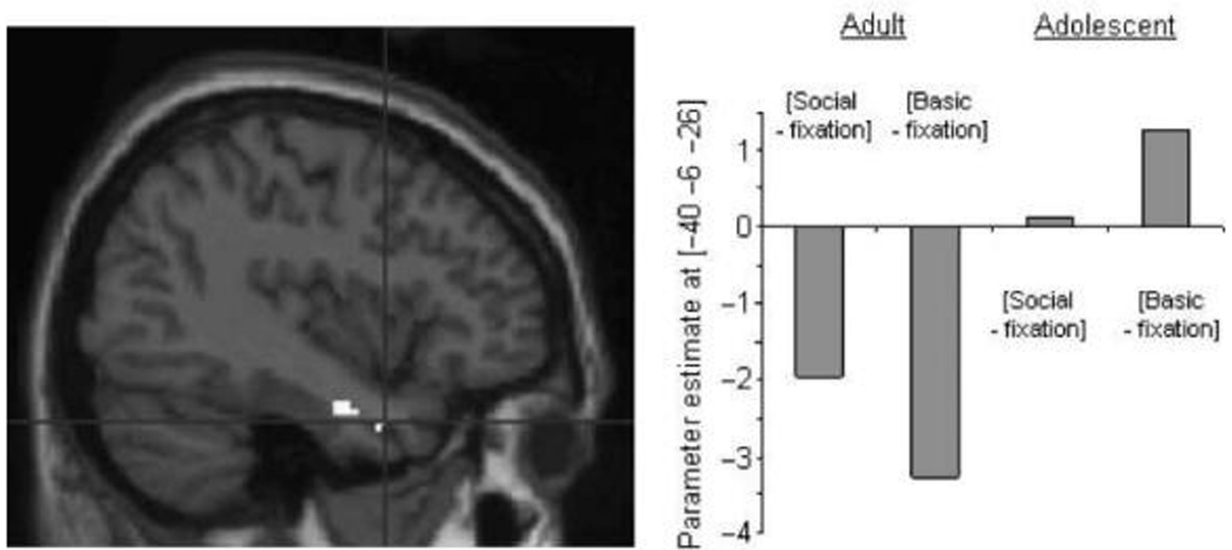 Adult
Adolescent
[Social
- fixation]
[Basic
- fixation]
Parameter estimate at [-40 -6 -26]
1
0
-1
-2
-3
-4
[Social
- fixation]
[Basic
- fixation]